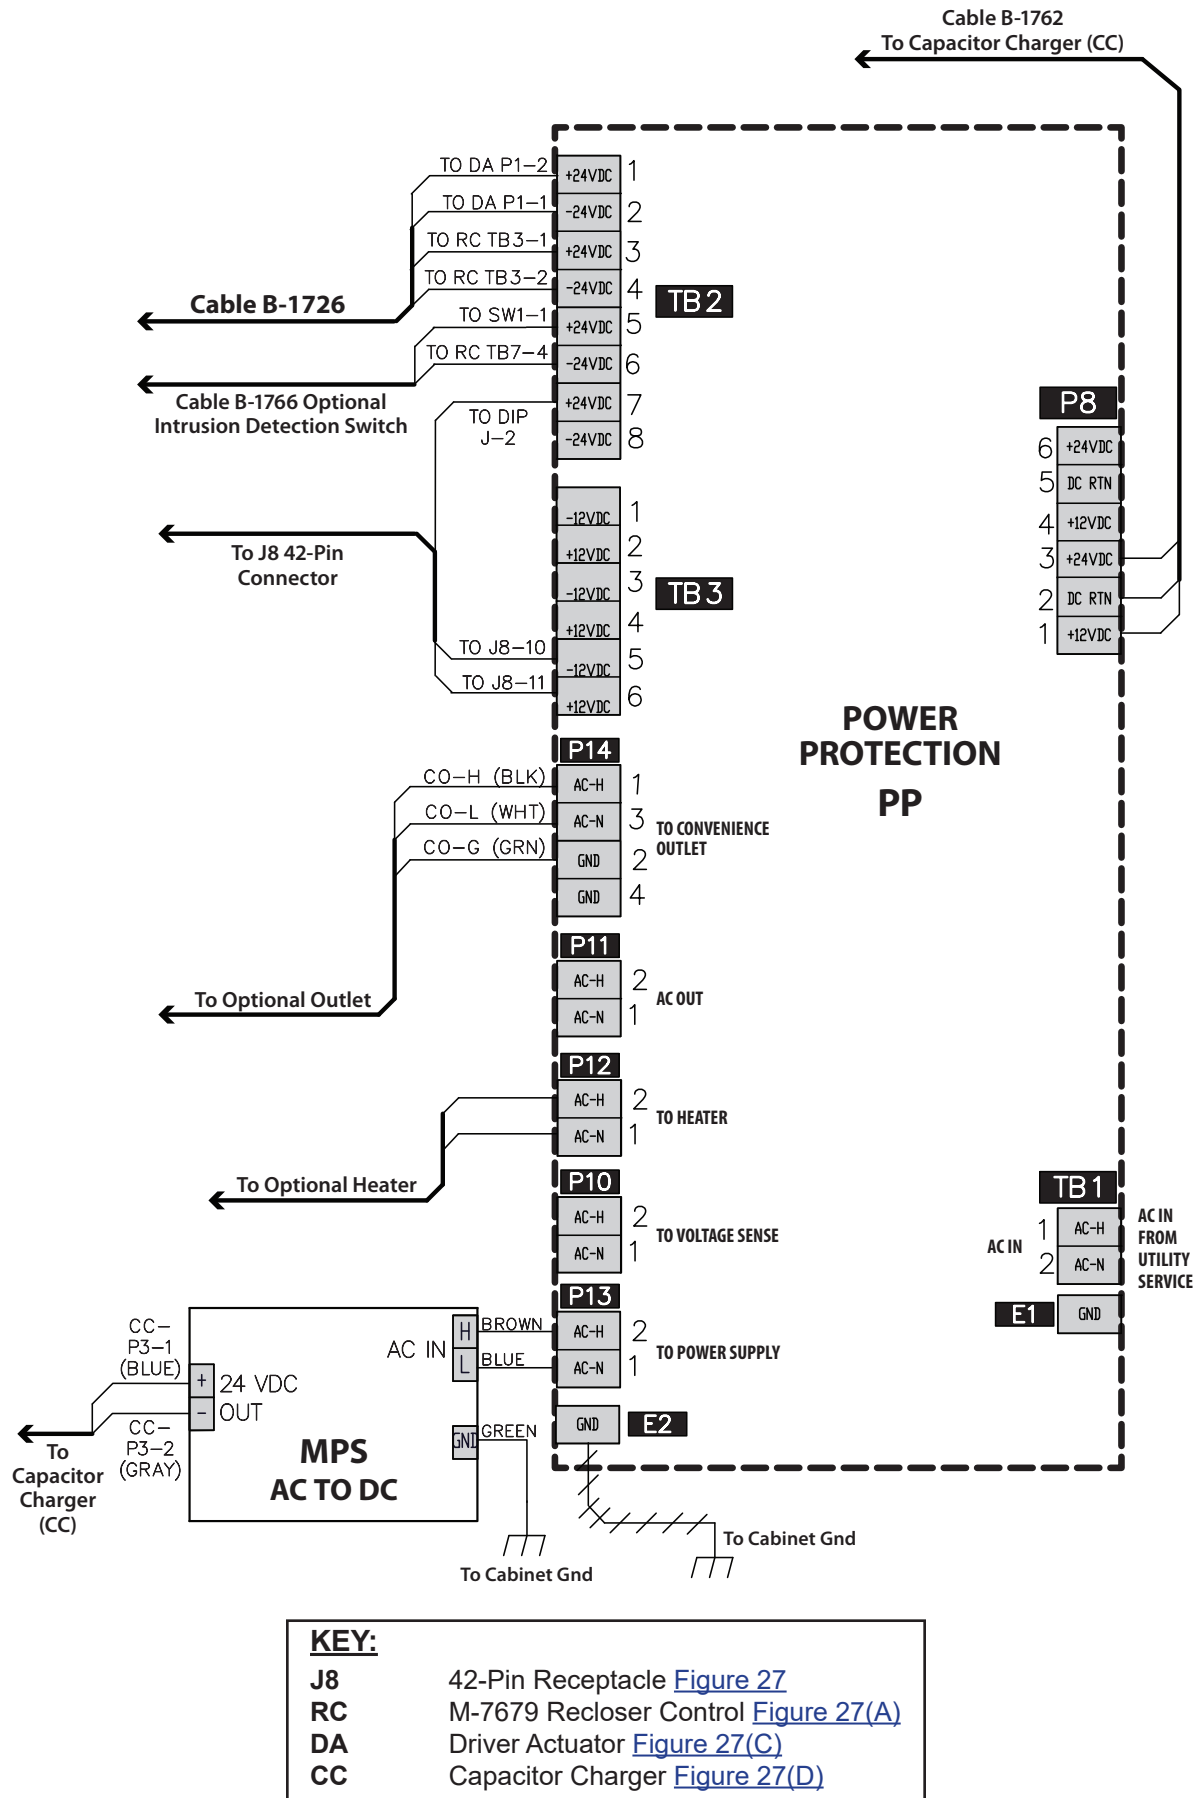 Cable B-1762
To Capacitor Charger (CC)
TO DA P1-2
+24VDC 1
TO DA P1-1
-24VDC 2
TO RC TB3-1
+24VDC 3
TO RC TB3-2
-24VDC 4
TB2
Cable B-1726
TO SW1-1
+24VDC 5
TO RC TB7-4
-24VDC 6
Cable B-1766 Optional
Intrusion Detection Switch
+24VDC 7
TO DIP
J-2
-24VDC 8
P8
6 +24VDC
5 DC RTN
4 +12VDC
3 +24VDC
2 DC RTN
1 +12VDC
-12VDC 1
+12VDC 2
-12VDC 3
+12VDC 4
TB3
To J8 42-Pin
Connector
TO J8-10
-12VDC 5
TO J8-11
+12VDC 6
POWER
PROTECTION
PP
P14
CO-H (BLK)
AC-H 1
CO-L (WHT)
AC-N 3
CO-G (GRN)
GND 2
GND 4
TO CONVENIENCE
OUTLET
P11
AC-H 2
AC-N 1
AC OUT
To Optional Outlet
P12
AC-H 2
AC-N 1
TO HEATER
To Optional Heater
P10
AC-H 2
AC-N 1
TO VOLTAGE SENSE
TB1
AC IN
1 AC-H
2 AC-N
AC IN
FROM
UTILITY
SERVICE
E1
GND
P13
AC-H 2
AC-N 1
TO POWER SUPPLY
BROWN
BLUE
AC IN
H
L
CC-
P3-1
(BLUE)
+
-
24 VDC
OUT
CC-
P3-2
(GRAY)
To
Capacitor
Charger
(CC)
MPS
AC TO DC
GND
GREEN
GND
E2
To Cabinet Gnd
To Cabinet Gnd
KEY:
J8 42-Pin Receptacle Figure 27
RC M-7679 Recloser Control Figure 27(A)
DA Driver Actuator Figure 27(C)
CC Capacitor Charger Figure 27(D)